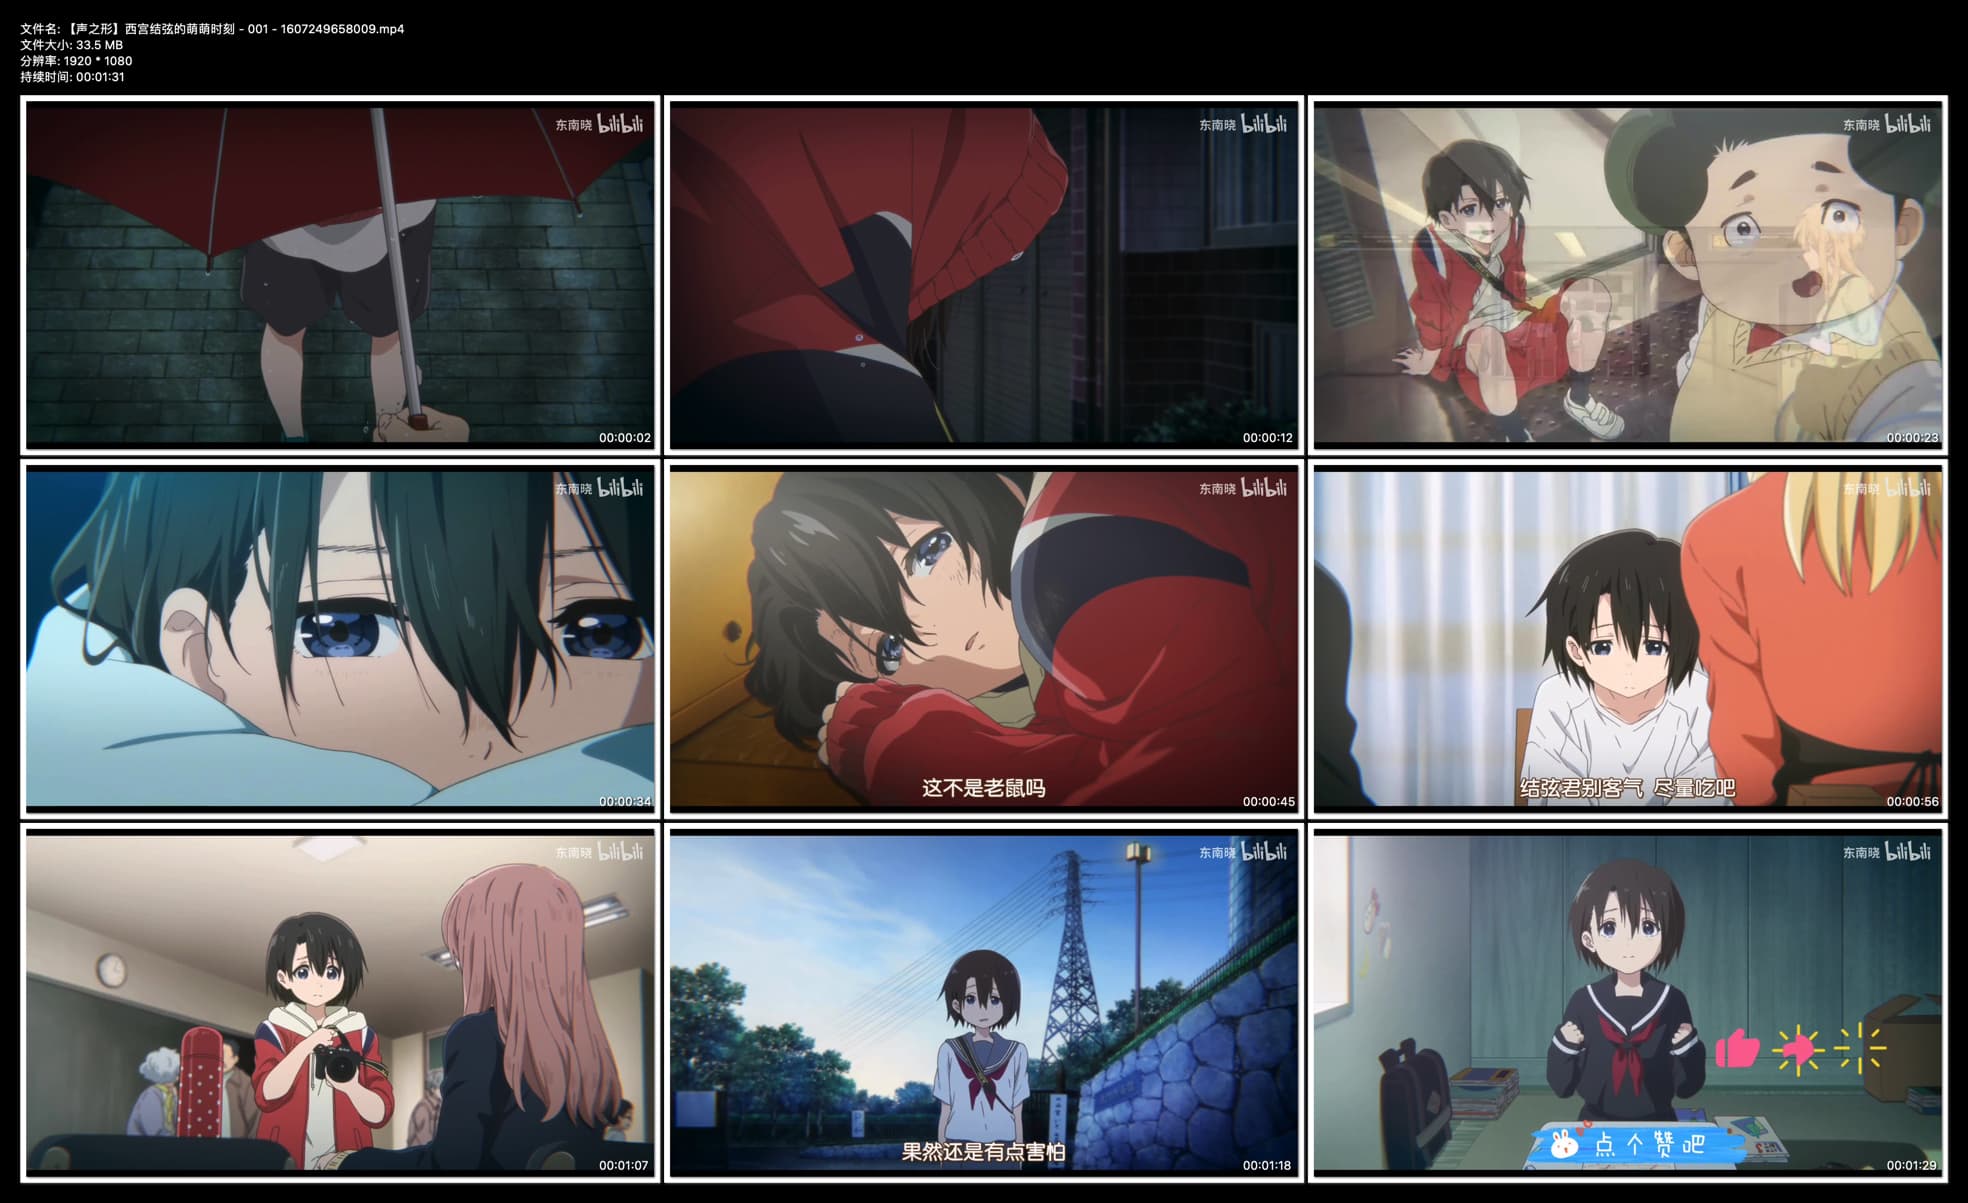 文件名: 【声之形】西宫结弦的萌萌时刻 - 001 - 1607249658009.mp4
文件大小: 33.5 MB
分辨率: 1920 * 1080
持续时间: 00:01:31
东南晓 bilibili
00:00:02
东南晓 bilibili
00:00:12
东南晓 bilibili
00:00:23
东南晓 bilibili
00:00:34
东南晓 bilibili
这不是老鼠吗
00:00:45
东南晓 bilibili
结弦君别客气 尽量吃吧
00:00:56
东南晓 bilibili
00:01:07
东南晓 bilibili
果然还是有点害怕
00:01:18
东南晓 bilibili
点个赞吧
00:01:29